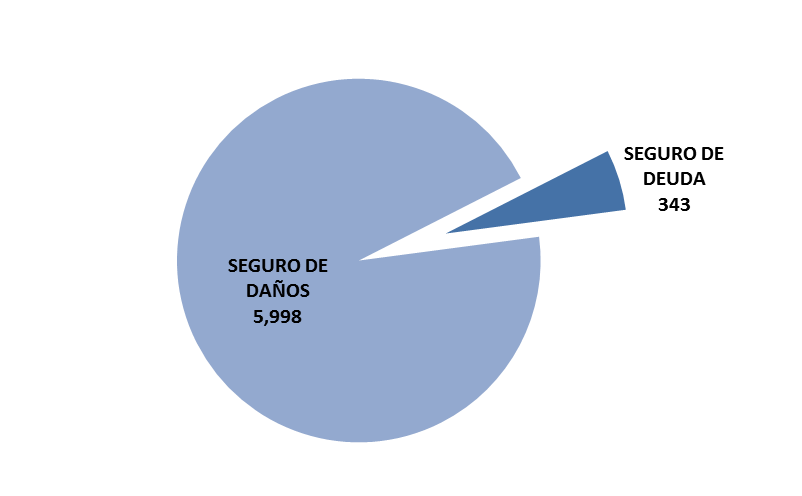 SEGURO DE
DEUDA
343
SEGURO DE
DAÑOS
5,998